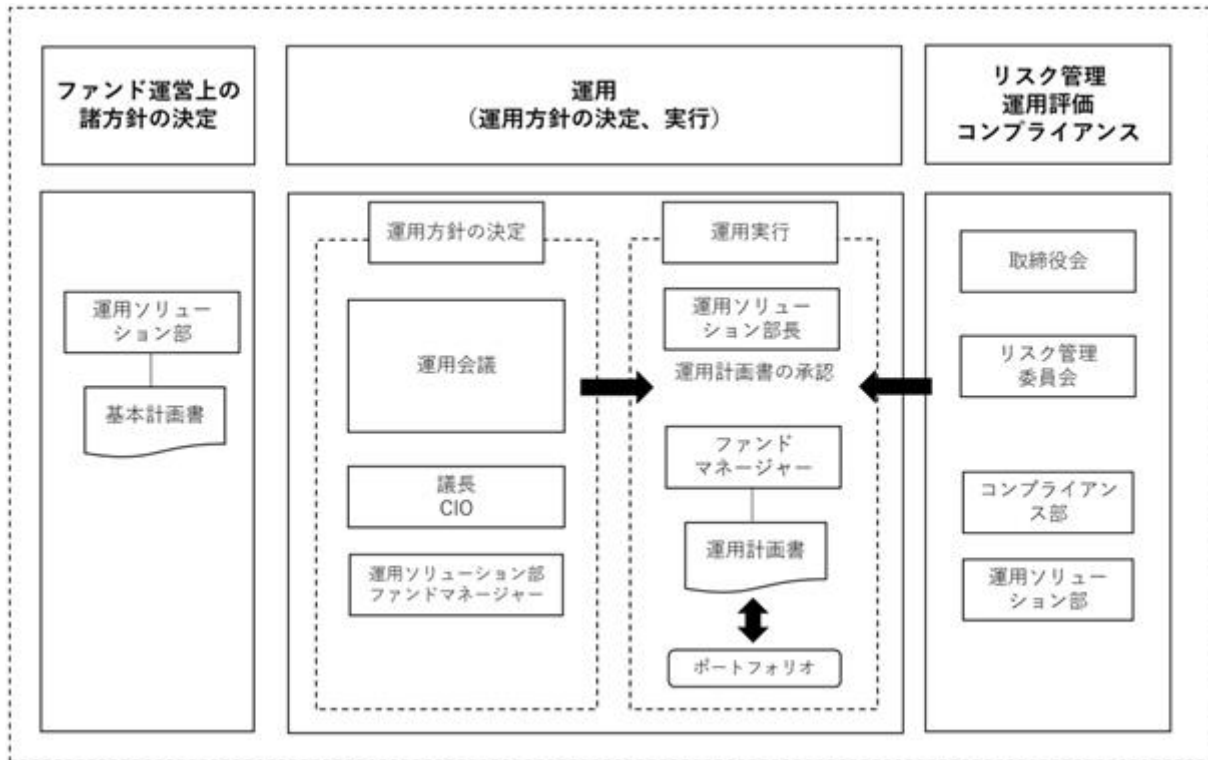 ファンド運営上の
諸方針の決定
運用
（運用方針の決定、実行）
リスク管理
運用評価
コンプライアンス
運用ソリュー
ション部
基本計画書
運用方針の決定
運用会議
議長
CIO
運用ソリューション部
ファンドマネージャー
運用実行
運用ソリュー
ション部長
運用計画書の承認
ファンド
マネージャー
運用計画書
ポートフォリオ
取締役会
リスク管理
委員会
コンプライアン
ス部
運用ソリュー
ション部